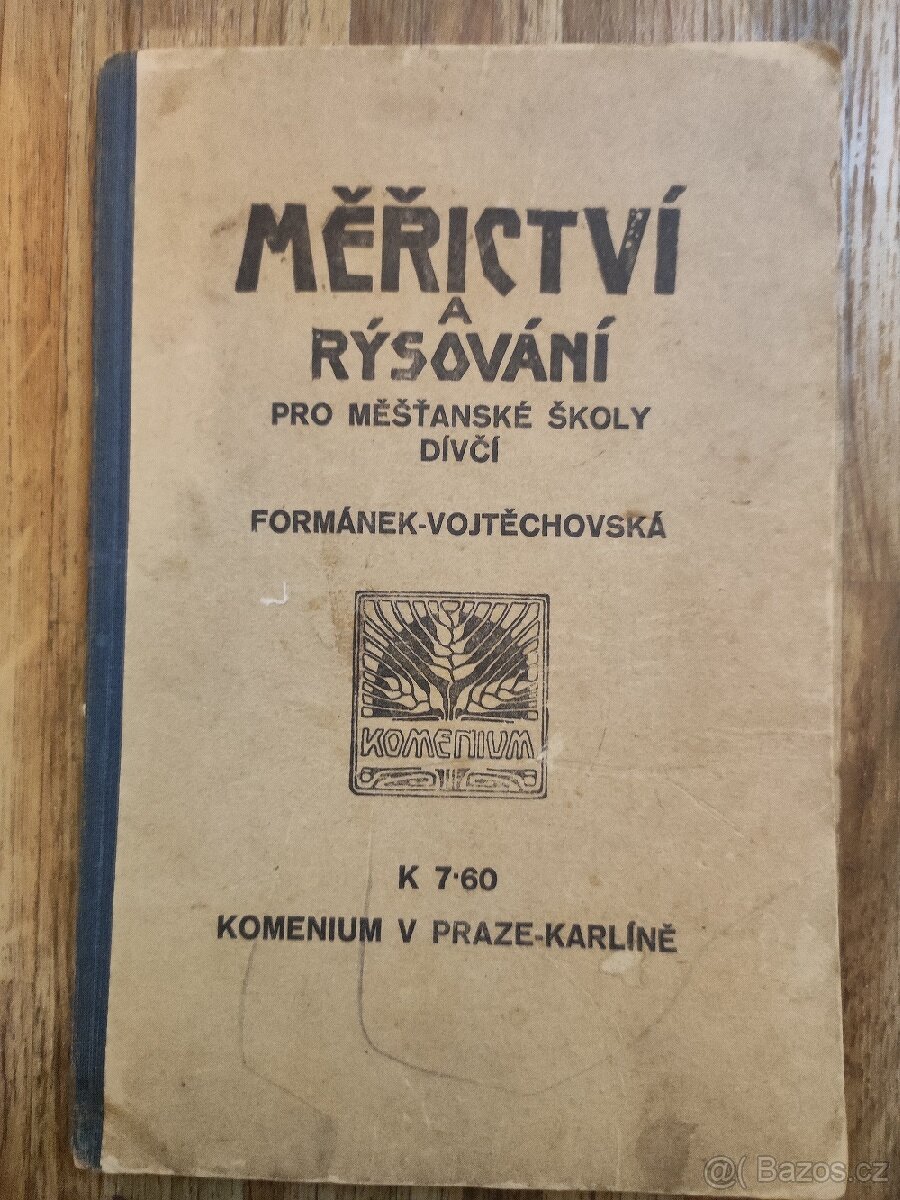 MĚŘICTVÍ
A
RÝSOVÁNÍ
PRO MĚŠŤANSKÉ ŠKOLY
DÍVČÍ
FORMÁNEK-VOJTĚCHOVSKÁ
KOMENIUM
K 7·60
KOMENIUM V PRAZE-KARLÍNĚ
@( Bazos.cz